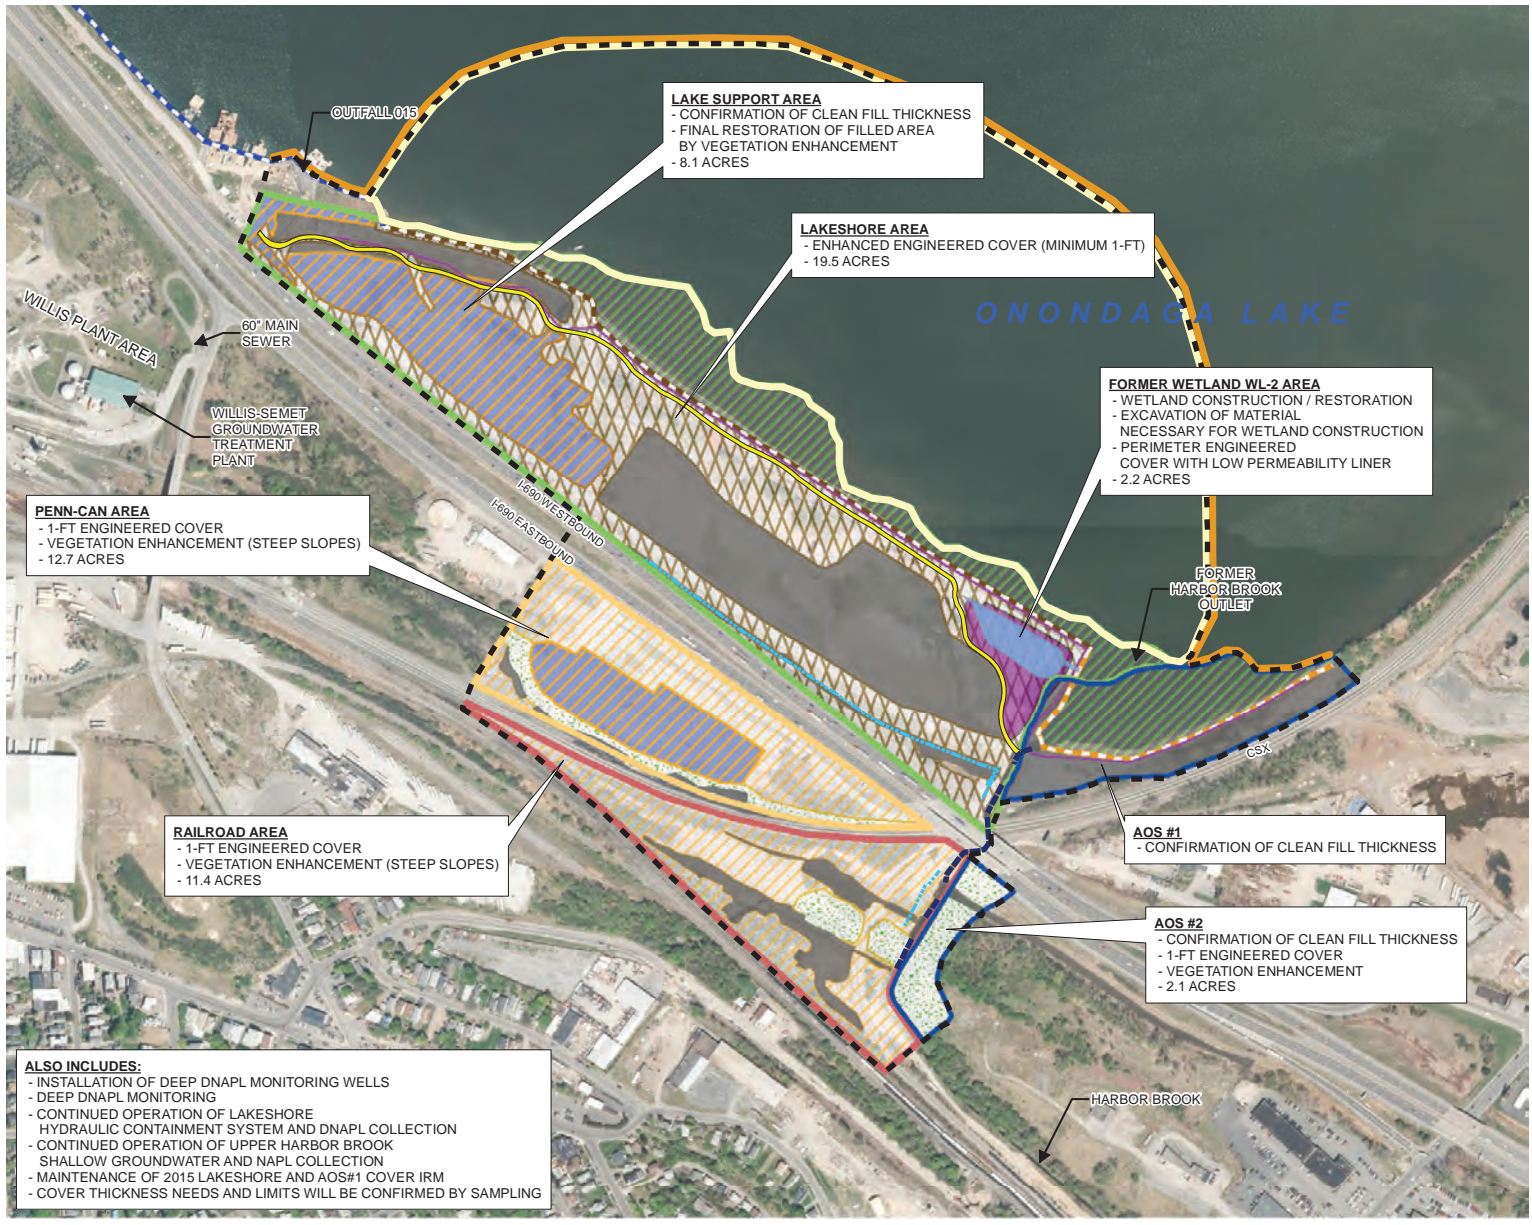 OUTFALL 015
LAKE SUPPORT AREA
- CONFIRMATION OF CLEAN FILL THICKNESS
- FINAL RESTORATION OF FILLED AREA
BY VEGETATION ENHANCEMENT
- 8.1 ACRES
LAKESHORE AREA
- ENHANCED ENGINEERED COVER (MINIMUM 1-FT)
- 19.5 ACRES
ONONDAGA LAKE
WILLIS PLANT AREA
60" MAIN
SEWER
FORMER WETLAND WL-2 AREA
- WETLAND CONSTRUCTION / RESTORATION
- EXCAVATION OF MATERIAL
NECESSARY FOR WETLAND CONSTRUCTION
- PERIMETER ENGINEERED
COVER WITH LOW PERMEABILITY LINER
- 2.2 ACRES
WILLIS-SEMET
GROUNDWATER
TREATMENT
PLANT
I-690 WESTBOUND
I-690 EASTBOUND
PENN-CAN AREA
- 1-FT ENGINEERED COVER
- VEGETATION ENHANCEMENT (STEEP SLOPES)
- 12.7 ACRES
FORMER
HARBOR BROOK
OUTLET
CSX
RAILROAD AREA
- 1-FT ENGINEERED COVER
- VEGETATION ENHANCEMENT (STEEP SLOPES)
- 11.4 ACRES
AOS #1
- CONFIRMATION OF CLEAN FILL THICKNESS
AOS #2
- CONFIRMATION OF CLEAN FILL THICKNESS
- 1-FT ENGINEERED COVER
- VEGETATION ENHANCEMENT
- 2.1 ACRES
ALSO INCLUDES:
- INSTALLATION OF DEEP DNAPL MONITORING WELLS
- DEEP DNAPL MONITORING
- CONTINUED OPERATION OF LAKESHORE
HYDRAULIC CONTAINMENT SYSTEM AND DNAPL COLLECTION
- CONTINUED OPERATION OF UPPER HARBOR BROOK
SHALLOW GROUNDWATER AND NAPL COLLECTION
- MAINTENANCE OF 2015 LAKESHORE AND AOS#1 COVER IRM
- COVER THICKNESS NEEDS AND LIMITS WILL BE CONFIRMED BY SAMPLING
HARBOR BROOK